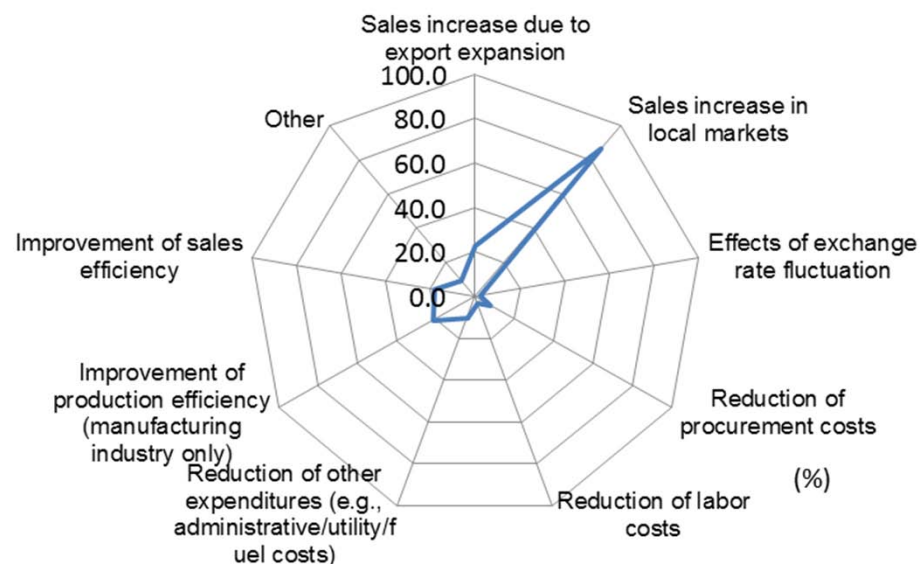 Sales increase due to
export expansion
100.0
80.0
60.0
40.0
20.0
0.0
Sales increase in
local markets
Effects of exchange
rate fluctuation
Reduction of
procurement costs
(%)
Reduction of labor
costs
Reduction of other
expenditures (e.g.,
administrative/utility/f
uel costs)
Improvement of
production efficiency
(manufacturing
industry only)
Improvement of sales
efficiency
Other